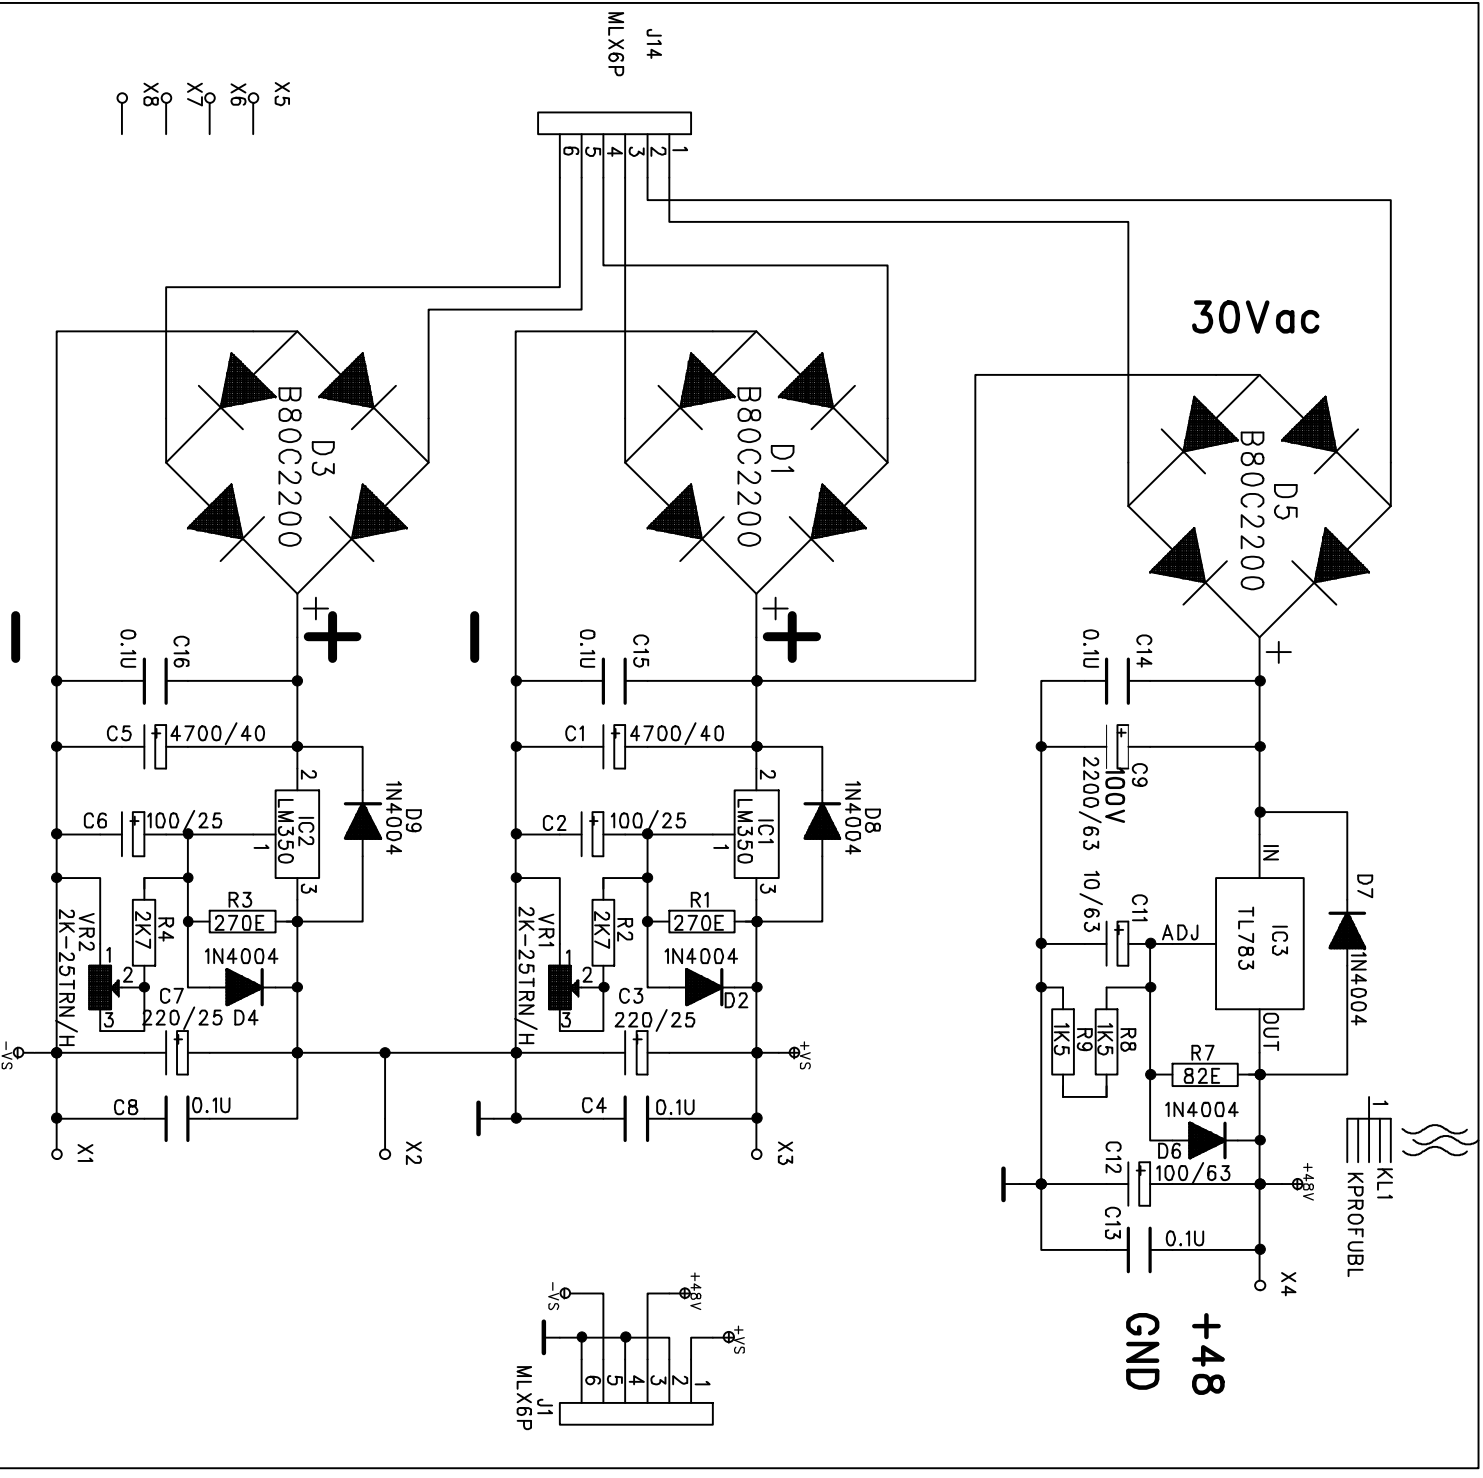 J14
MLX6P
1
2
3
4
5
6
X5
X6
X7
X8
30Vac
D5
B80C2200
+
D1
B80C2200
+
+
-
D3
B80C2200
+
+
-
C14
0.1U
C9
100V
2200/63
IN
IC3
TL783
ADJ
OUT
D7
1N4004
C11
10/63
R8
1K5
R9
1K5
R7
82E
1N4004
D6
C12
100/63
C13
0.1U
+48V
X4
1
KL1
KPROFUBL
+48
GND
C15
0.1U
C1
4700/40
2
IC1
LM350
1
3
D8
1N4004
C2
100/25
R1
270E
R2
2K7
1N4004
D2
VR1
2K-25TRN/H
1
2
3
C3
220/25
C4
0.1U
+VS
X3
X2
C16
0.1U
C5
4700/40
2
IC2
LM350
1
3
D9
1N4004
C6
100/25
R3
270E
R4
2K7
1N4004
D4
VR2
2K-25TRN/H
1
2
3
C7
220/25
C8
0.1U
-VS
X1
+VS
+48V
-VS
1
2
3
4
5
6
J1
MLX6P